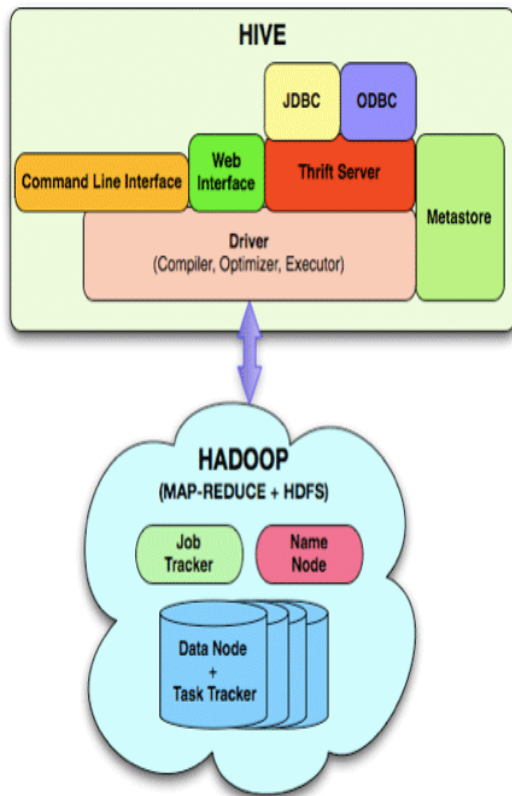 HIVE
JDBC
ODBC
Command Line Interface
Web
Interface
Thrift Server
Metastore
Driver
(Compiler, Optimizer, Executor)
HADOOP
(MAP-REDUCE + HDFS)
Job
Tracker
Name
Node
Data Node
+
Task Tracker